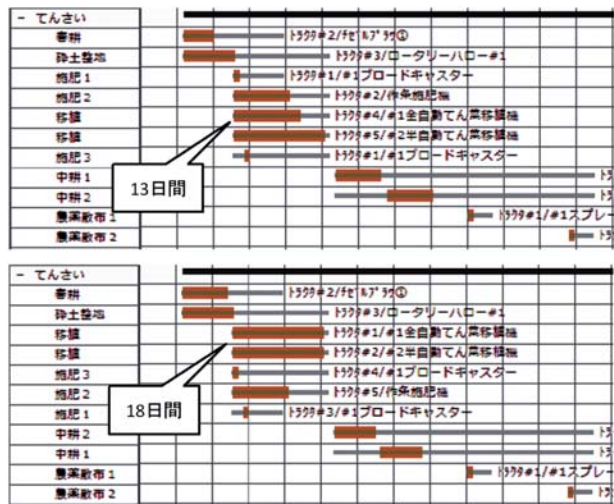 − てんさい
春耕 トラクタ#2/チゼルプラウ①
砕土整地 トラクタ#3/ロータリーハロー#1
施肥1 トラクタ#1/#1ブロードキャスター
施肥2 トラクタ#2/作条施肥機
移植 トラクタ#4/#1全自動てん菜移植機
移植 トラクタ#5/#2半自動てん菜移植機
施肥3 トラクタ#1/#1ブロードキャスター
13日間
中耕1 トラ
中耕2 トラ
農薬散布1 トラクタ#1/#1スプレー
農薬散布2 トラ
− てんさい
春耕 トラクタ#2/チゼルプラウ①
砕土整地 トラクタ#3/ロータリーハロー#1
移植 トラクタ#1/#1全自動てん菜移植機
移植 トラクタ#2/#2半自動てん菜移植機
施肥3 トラクタ#4/#1ブロードキャスター
施肥2 トラクタ#5/作条施肥機
18日間
施肥1 トラクタ#3/#1ブロードキャスター
中耕2 トラ
中耕1 トラ
農薬散布1 トラクタ#1/#1スプレー
農薬散布2 トラ